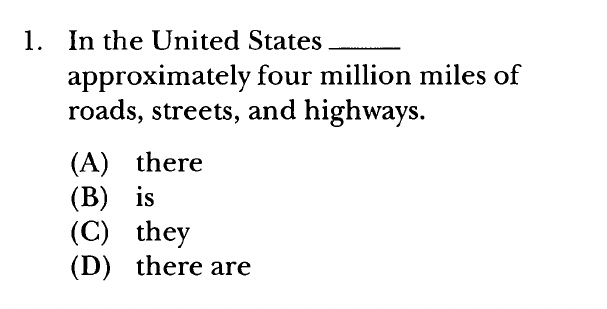 1. In the United States ____
approximately four million miles of
roads, streets, and highways.
(A) there
(B) is
(C) they
(D) there are